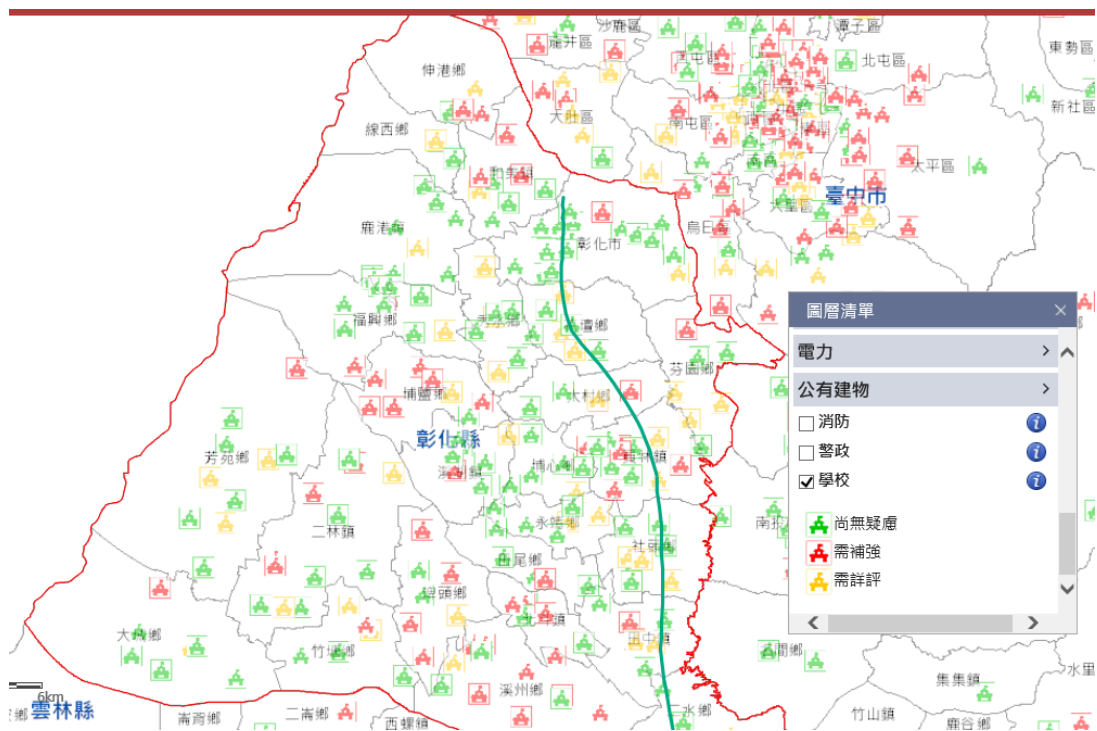 沙鹿區
潭子區
龍井區
東勢區
北屯區
伸港鄉
新社區
大肚區
南屯區
線西鄉
太平區
和美鎮
臺中市
大里區
鹿港鎮
烏日區
彰化市
圖層清單
福興鄉
秀水鄉
電力
芬園鄉
公有建物
埔鹽鄉
大村鄉
消防
彰化縣
警政
芳苑鄉
溪湖鎮
埔心鄉
員林鎮
學校
永靖鄉
尚無疑慮
二林鎮
社頭鄉
需補強
田尾鄉
需詳評
埤頭鄉
北斗鎮
大城鄉
田中鎮
竹塘鄉
名間鄉
水里
集集鎮
溪州鄉
6km
雲林縣
崙背鄉
二崙鄉
西螺鎮
二水鄉
竹山鎮
鹿谷鄉